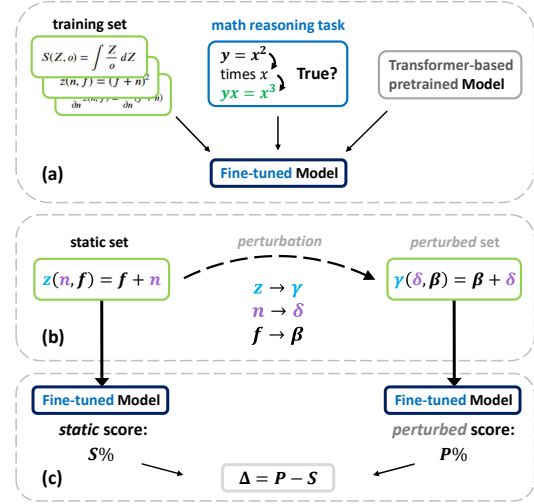 training set
math reasoning task
S(Z, o) = ∫ Z/o dZ
z(n, f) = (f + n)²
y = x²
times x
True?
yx = x³
Transformer-based
pretrained Model
(a)
Fine-tuned Model
static set
perturbation
perturbed set
z(n, f) = f + n
γ(δ, β) = β + δ
z → γ
n → δ
f → β
(b)
Fine-tuned Model
Fine-tuned Model
static score:
perturbed score:
S%
P%
(c)
Δ = P − S